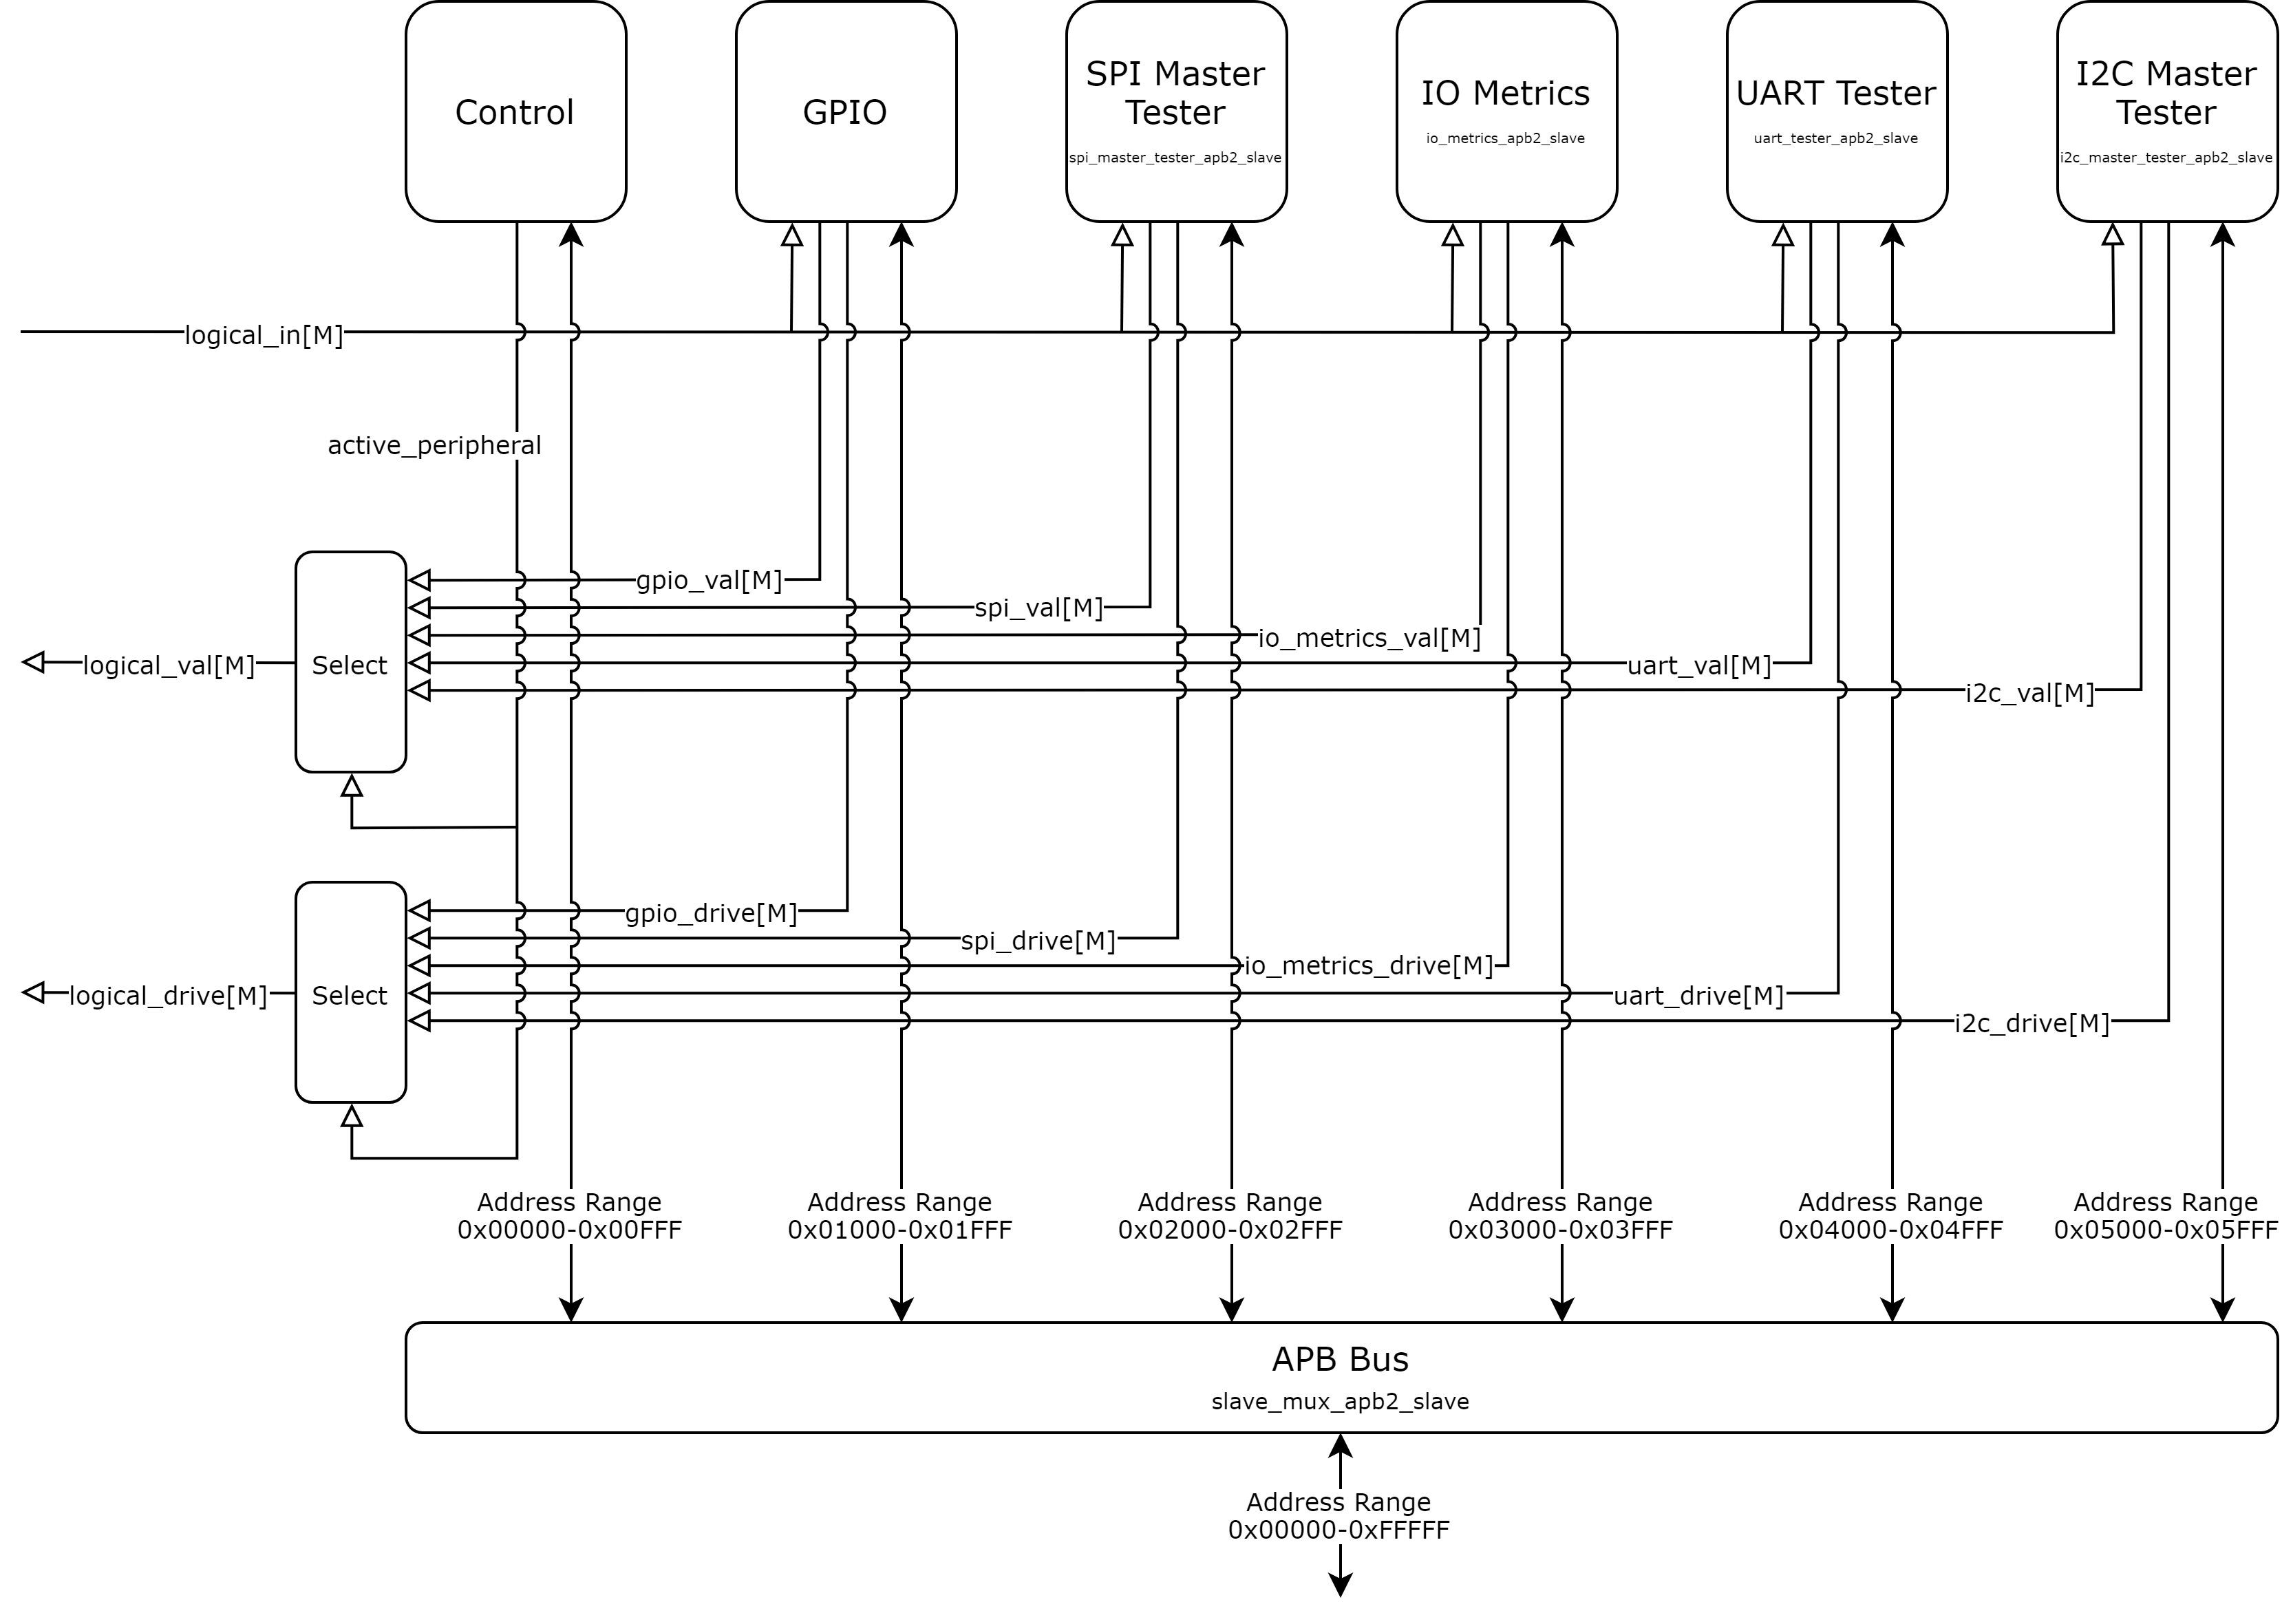 Control
GPIO
SPI Master
Tester
spi_master_tester_apb2_slave
IO Metrics
io_metrics_apb2_slave
UART Tester
uart_tester_apb2_slave
I2C Master
Tester
i2c_master_tester_apb2_slave
logical_in[M]
active_peripheral
gpio_val[M]
spi_val[M]
io_metrics_val[M]
uart_val[M]
i2c_val[M]
logical_val[M]
Select
gpio_drive[M]
spi_drive[M]
io_metrics_drive[M]
uart_drive[M]
i2c_drive[M]
logical_drive[M]
Select
Address Range
0x00000-0x00FFF
Address Range
0x01000-0x01FFF
Address Range
0x02000-0x02FFF
Address Range
0x03000-0x03FFF
Address Range
0x04000-0x04FFF
Address Range
0x05000-0x05FFF
APB Bus
slave_mux_apb2_slave
Address Range
0x00000-0xFFFFF